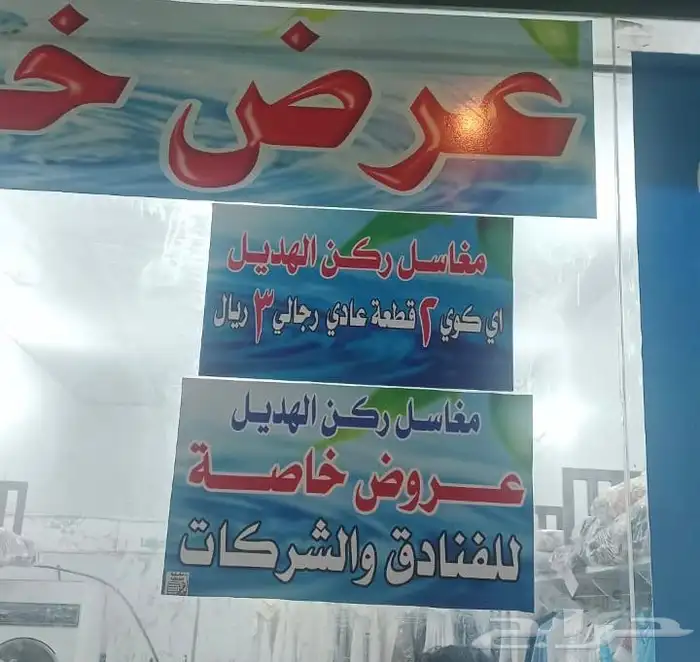 عرض خ
مغاسل ركن الهديل
اي كوي ٢ قطعة عادي رجالي ٣ ريال
مغاسل ركن الهديل
عروض خاصة
للفنادق والشركات
حراج